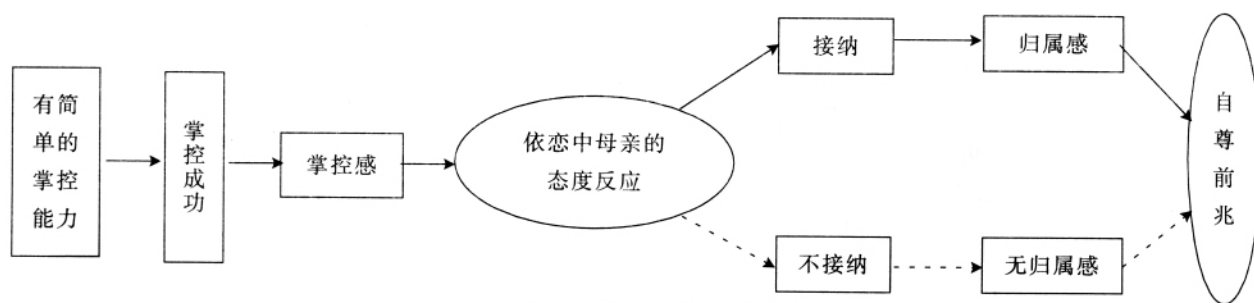 有简
单的
掌控
能力
掌控成功
掌控感
依恋中母亲的
态度反应
接纳
归属感
不接纳
无归属感
自尊前兆